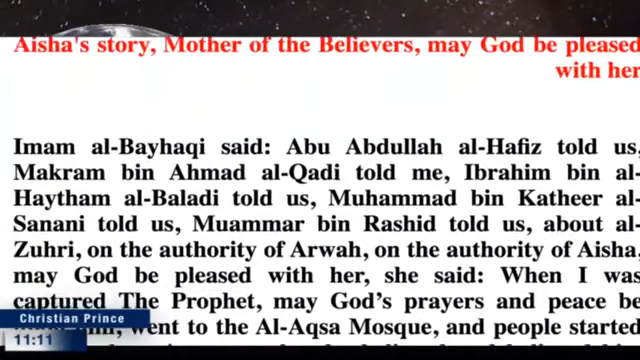 Aisha's story, Mother of the Believers, may God be pleased
with her
Imam al-Bayhaqi said: Abu Abdullah al-Hafiz told us,
Makram bin Ahmad al-Qadi told me, Ibrahim bin al-
Haytham al-Baladi told us, Muhammad bin Katheer al-
Sanani told us, Muammar bin Rashid told us, about al-
Zuhri, on the authority of Arwah, on the authority of Aisha,
may God be pleased with her, she said: When I was
captured The Prophet, may God's prayers and peace be
went to the Al-Aqsa Mosque, and people started
Christian Prince
11:11